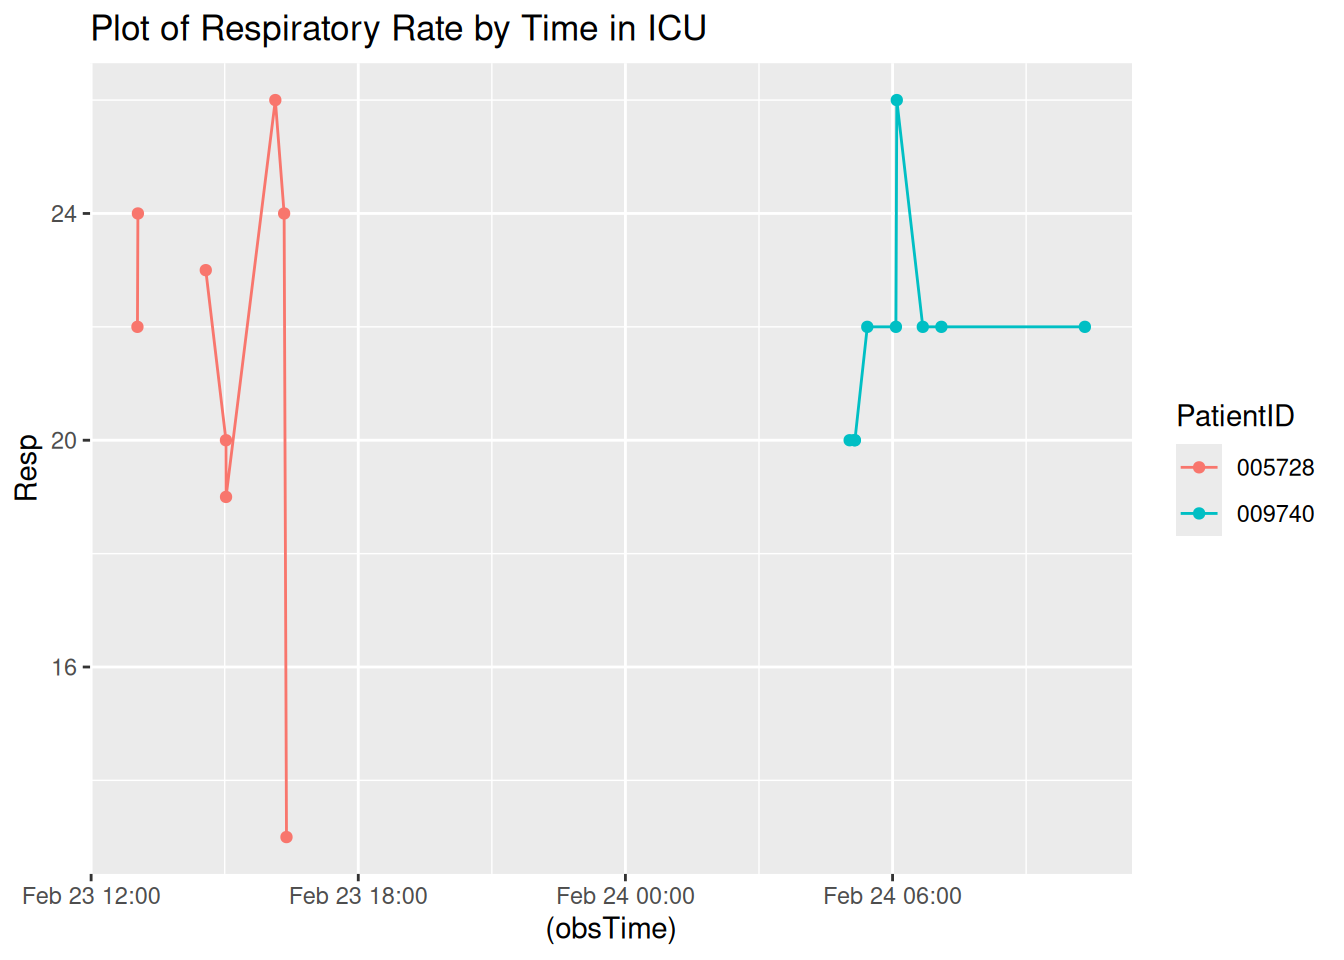 Plot of Respiratory Rate by Time in ICU
24
20
16
Resp
Feb 23 12:00
Feb 23 18:00
Feb 24 00:00
Feb 24 06:00
(obsTime)
PatientID
005728
009740